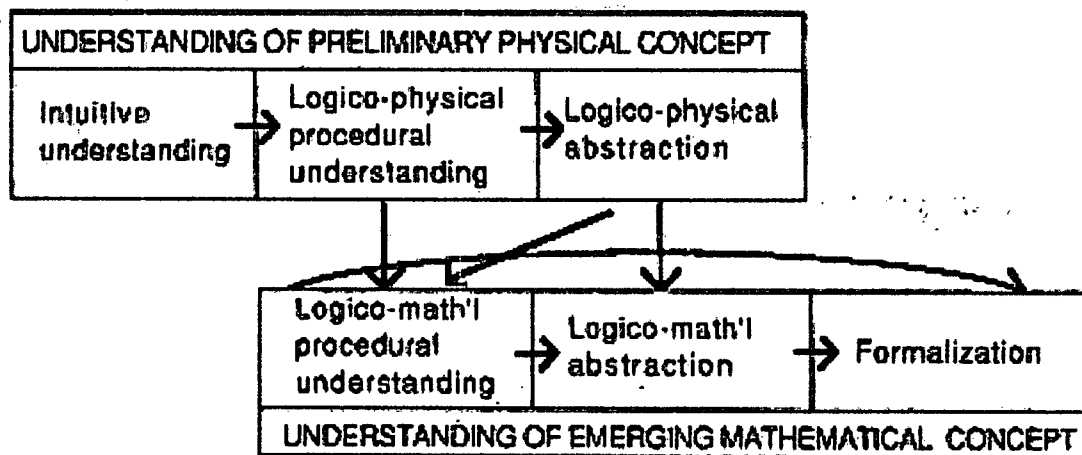 UNDERSTANDING OF PRELIMINARY PHYSICAL CONCEPT
Intuitive
understanding
Logico-physical
procedural
understanding
Logico-physical
abstraction
Logico-math'l
procedural
understanding
Logico-math'l
abstraction
Formalization
UNDERSTANDING OF EMERGING MATHEMATICAL CONCEPT